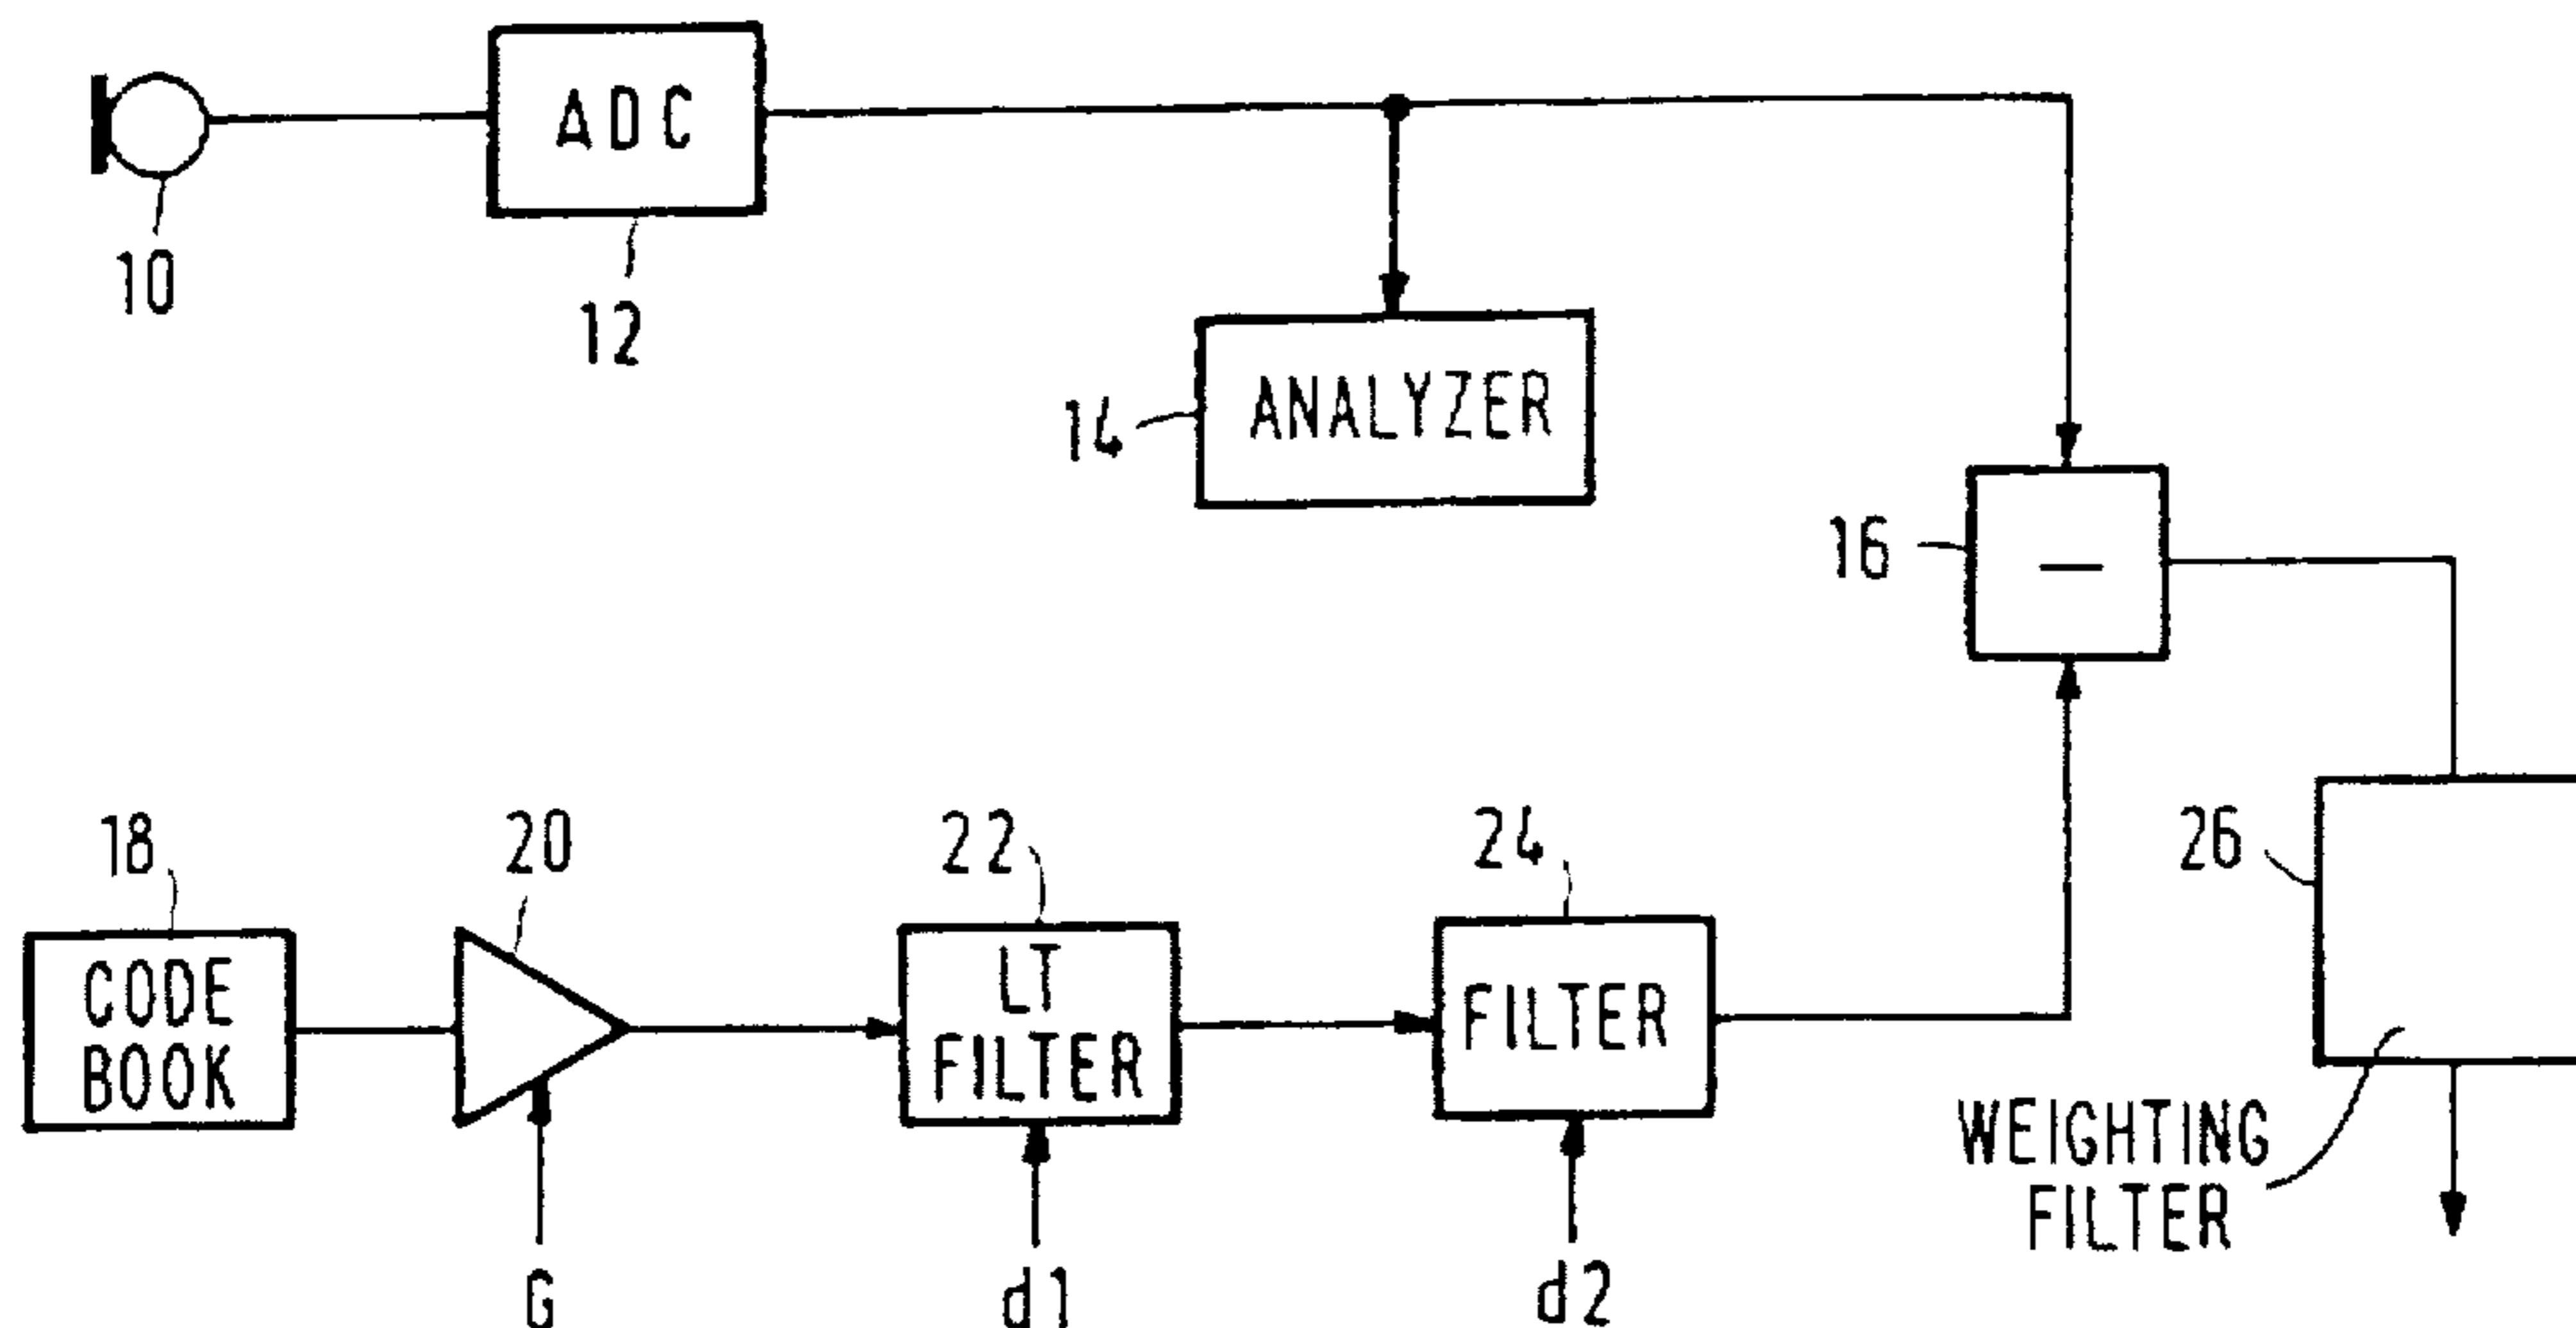 ADC
10
12
ANALYZER
14
16
—
18
20
22
24
26
CODE
BOOK
LT
FILTER
FILTER
WEIGHTING
FILTER
G
d1
d2